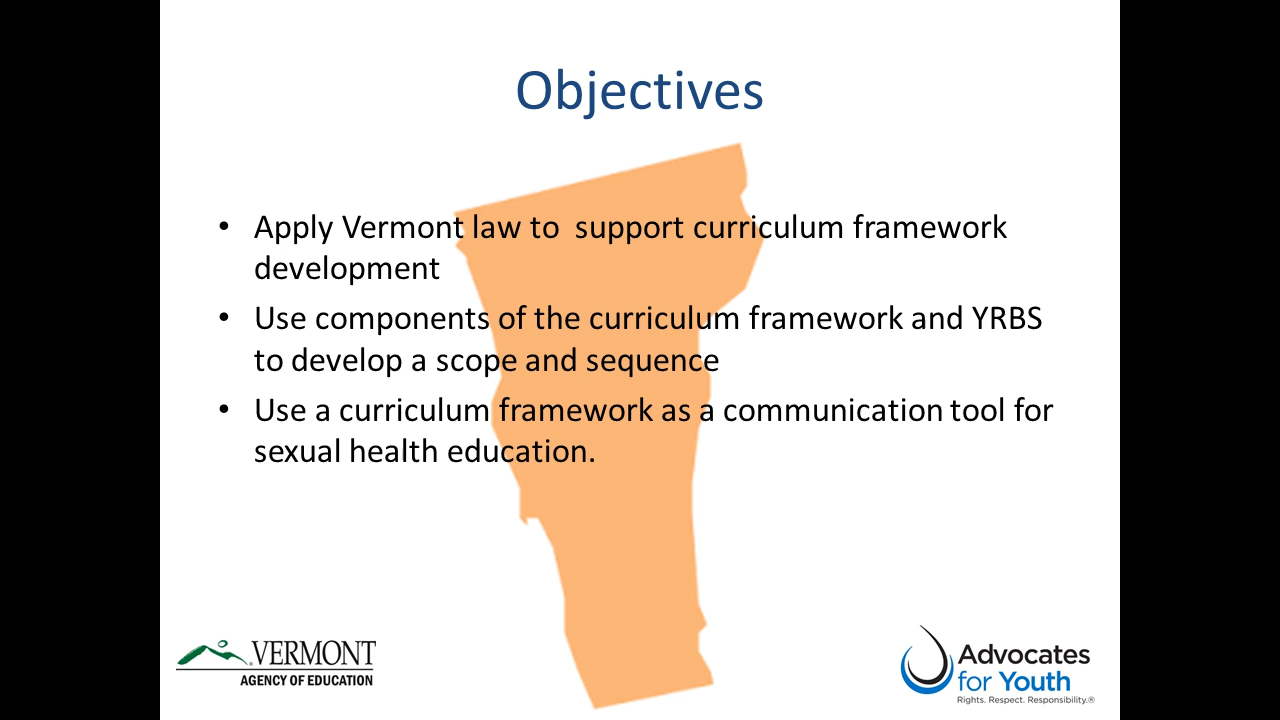 Objectives
• Apply Vermont law to  support curriculum framework
development
• Use components of the curriculum framework and YRBS
to develop a scope and sequence
• Use a curriculum framework as a communication tool for
sexual health education.
VERMONT
AGENCY OF EDUCATION
Advocates
for Youth
Rights. Respect. Responsibility.®